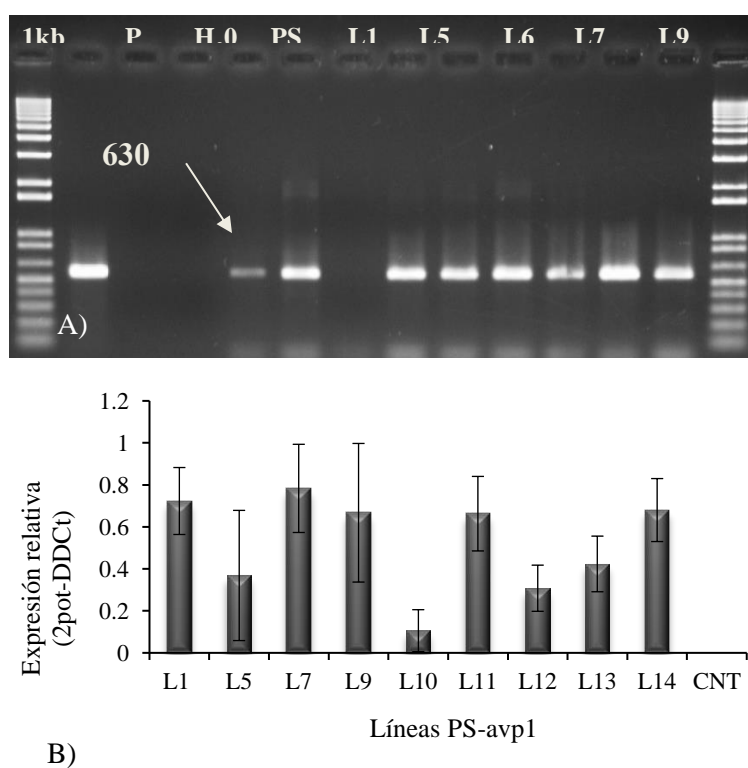 1kb P H.0 PS L1 L5 L6 L7 L9
630
A)
1.2
1
0.8
0.6
0.4
0.2
0
Expresión relativa
(2pot-DDCt)
L1 L5 L7 L9 L10 L11 L12 L13 L14 CNT
Líneas PS-avp1
B)